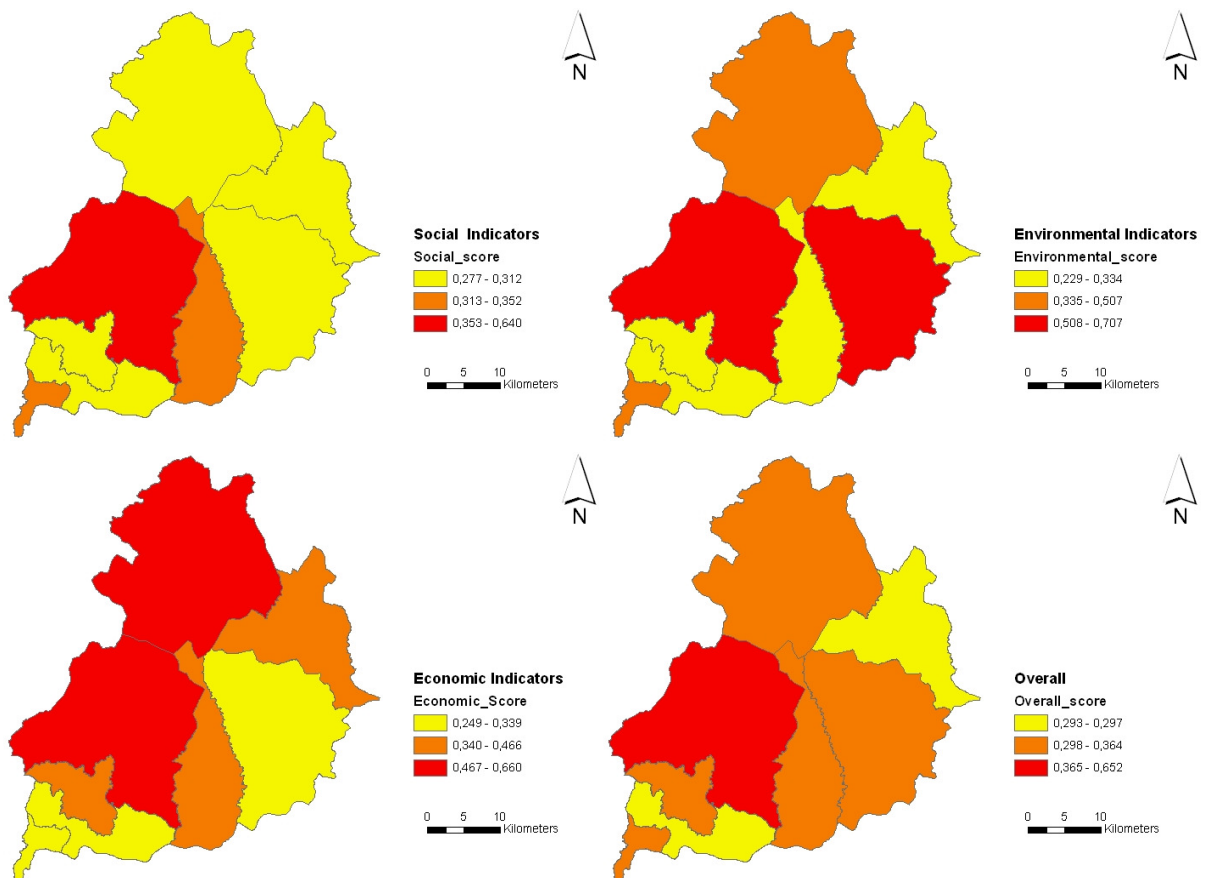 N
Social Indicators
Social_score
0,277 - 0,312
0,313 - 0,352
0,353 - 0,640
0 5 10
Kilometers
N
Environmental Indicators
Environmental_score
0,229 - 0,334
0,335 - 0,507
0,508 - 0,707
0 5 10
Kilometers
N
Economic Indicators
Economic_Score
0,249 - 0,339
0,340 - 0,466
0,467 - 0,660
0 5 10
Kilometers
N
Overall
Overall_score
0,293 - 0,297
0,298 - 0,364
0,365 - 0,652
0 5 10
Kilometers